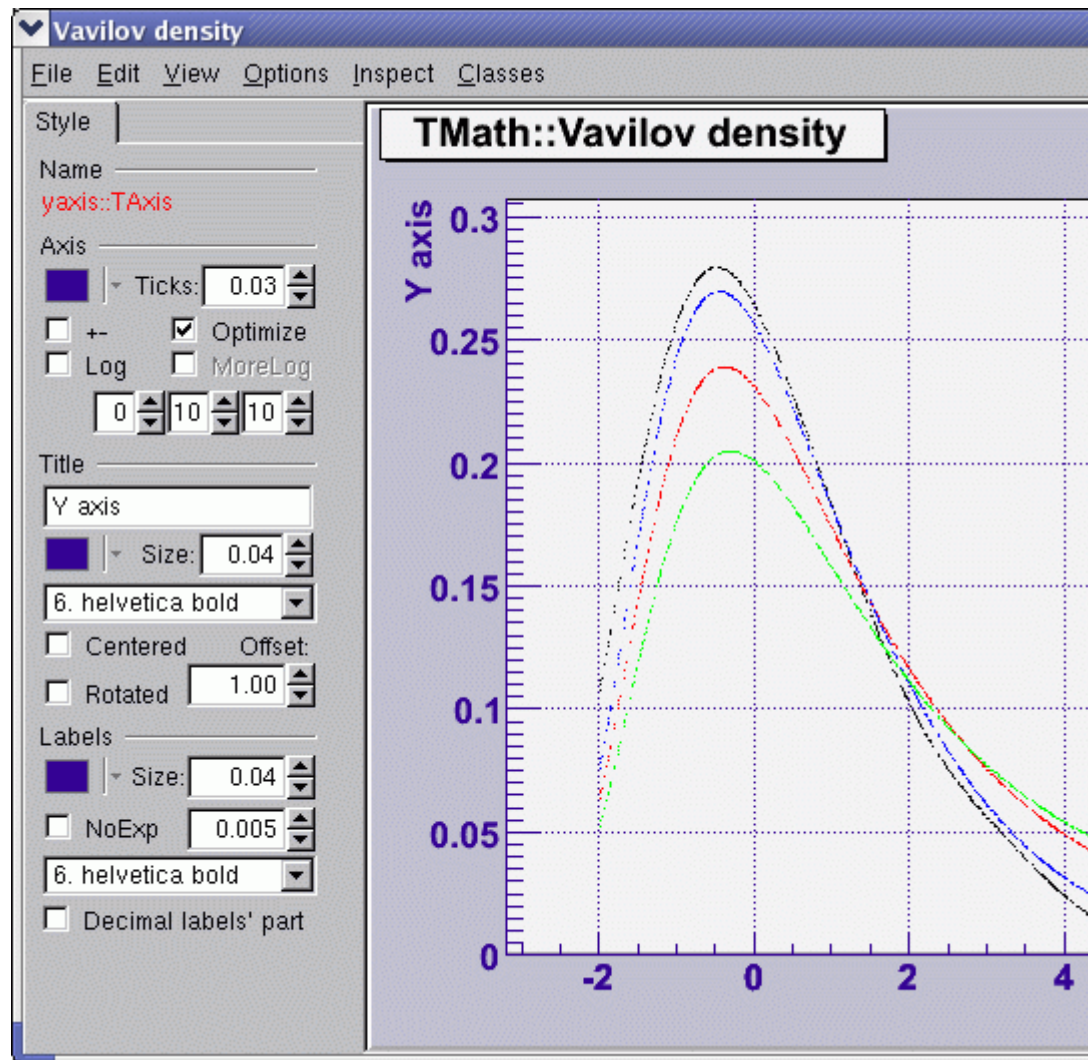 Vavilov density
File Edit View Options Inspect Classes
Style
Name
yaxis::TAxis
Axis
Ticks: 0.03
+- Optimize
Log MoreLog
0 10 10
Title
Y axis
Size: 0.04
6. helvetica bold
Centered Offset:
Rotated 1.00
Labels
Size: 0.04
NoExp 0.005
6. helvetica bold
Decimal labels' part
TMath::Vavilov density
Y axis
0.3
0.25
0.2
0.15
0.1
0.05
0
-2 0 2 4